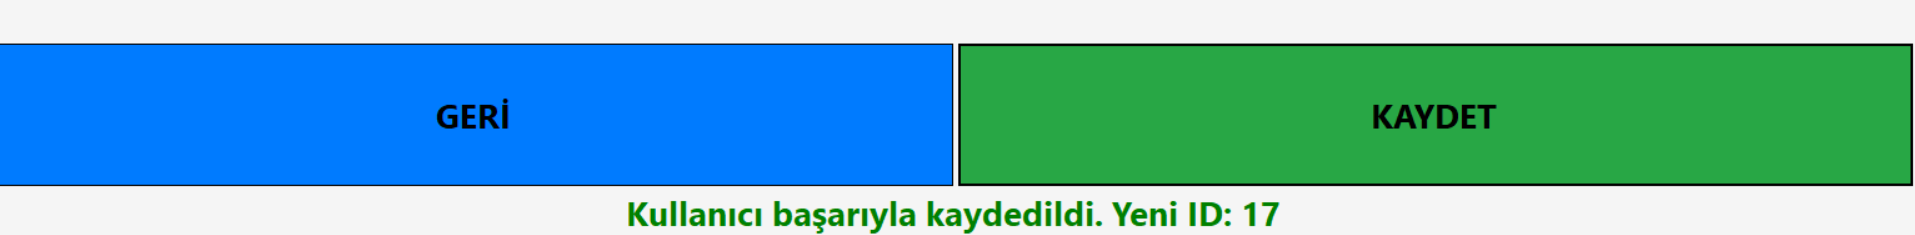 GERİ
KAYDET
Kullanıcı başarıyla kaydedildi. Yeni ID: 17